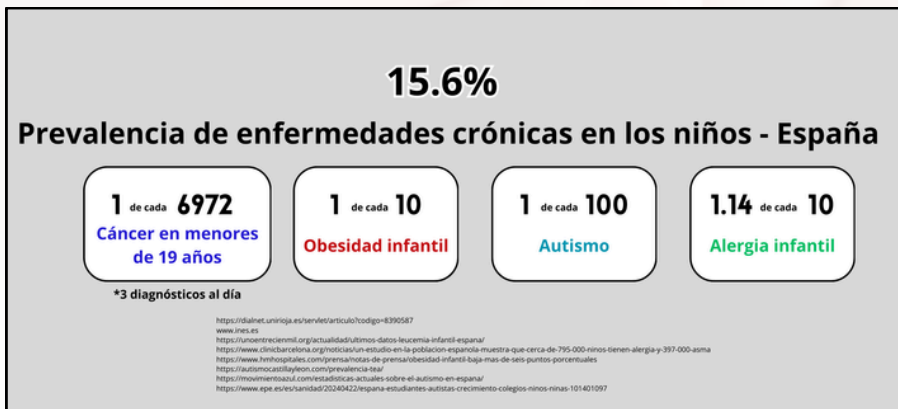 15.6%
Prevalencia de enfermedades crónicas en los niños - España
1 de cada 6972
Cáncer en menores
de 19 años
1 de cada 10
Obesidad infantil
1 de cada 100
Autismo
1.14 de cada 10
Alergia infantil
*3 diagnósticos al día
https://dialnet.unirioja.es/servlet/articulo?codigo=8390587
www.ines.es
https://unoentrecienmil.org/actualidad/ultimos-datos-leucemia-infantil-espana/
https://www.clinicbarcelona.org/noticias/un-estudio-en-la-poblacion-espanola-muestra-que-cerca-de-795-000-ninos-tienen-alergia-y-397-000-asma
https://www.hmhospitales.com/prensa/notas-de-prensa/obesidad-infantil-baja-mas-de-seis-puntos-porcentuales
https://autismocastillayleon.com/prevalencia-tea/
https://movimientoazul.com/estadisticas-actuales-sobre-el-autismo-en-espana/
https://www.epe.es/es/sanidad/20240422/espana-estudiantes-autistas-crecimiento-colegios-ninos-ninas-101401097